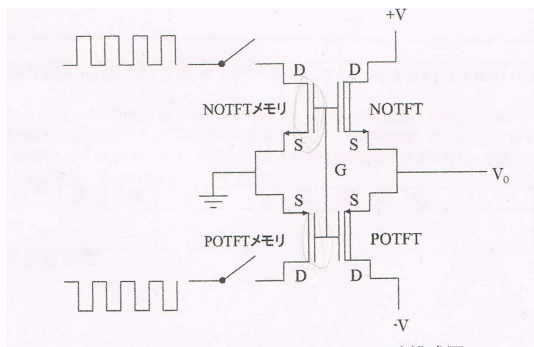 +V
D D
NOTFTメモリ NOTFT
S S
G
V₀
S S
POTFTメモリ POTFT
D D
-V